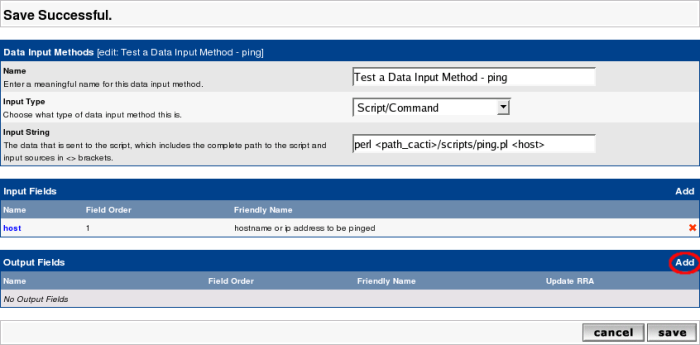 Save Successful.
Data Input Methods [edit: Test a Data Input Method - ping]
Name
Enter a meaningful name for this data input method.
Test a Data Input Method - ping
Input Type
Choose what type of data input method this is.
Script/Command
Input String
The data that is sent to the script, which includes the complete path to the script and
input sources in <> brackets.
perl <path_cacti>/scripts/ping.pl <host>
Input Fields Add
Name Field Order Friendly Name
host 1 hostname or ip address to be pinged
Output Fields Add
Name Field Order Friendly Name Update RRA
No Output Fields
cancel save